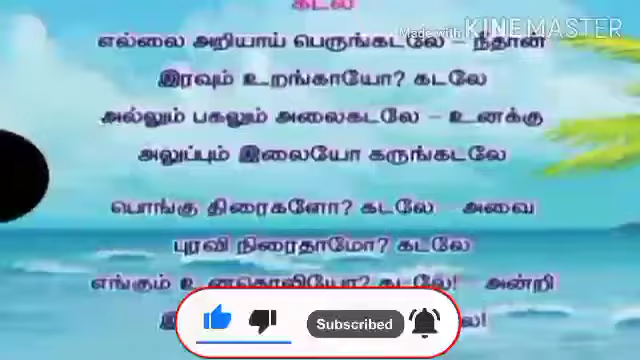 கடல்
Made with KINEMASTER
எல்லை அறியாய் பெருங்கடலே - நீதான்
இரவும் உறங்காயோ? கடலே
அல்லும் பகலும் அலைகடலே - உனக்கு
அலுப்பும் இலையோ கருங்கடலே
பொங்கு திரைகளோ? கடலே - அவை
புரவி நிரைதாமோ? கடலே
எங்கும் உனதொலியோ? கடலே! - அன்றி
Subscribed